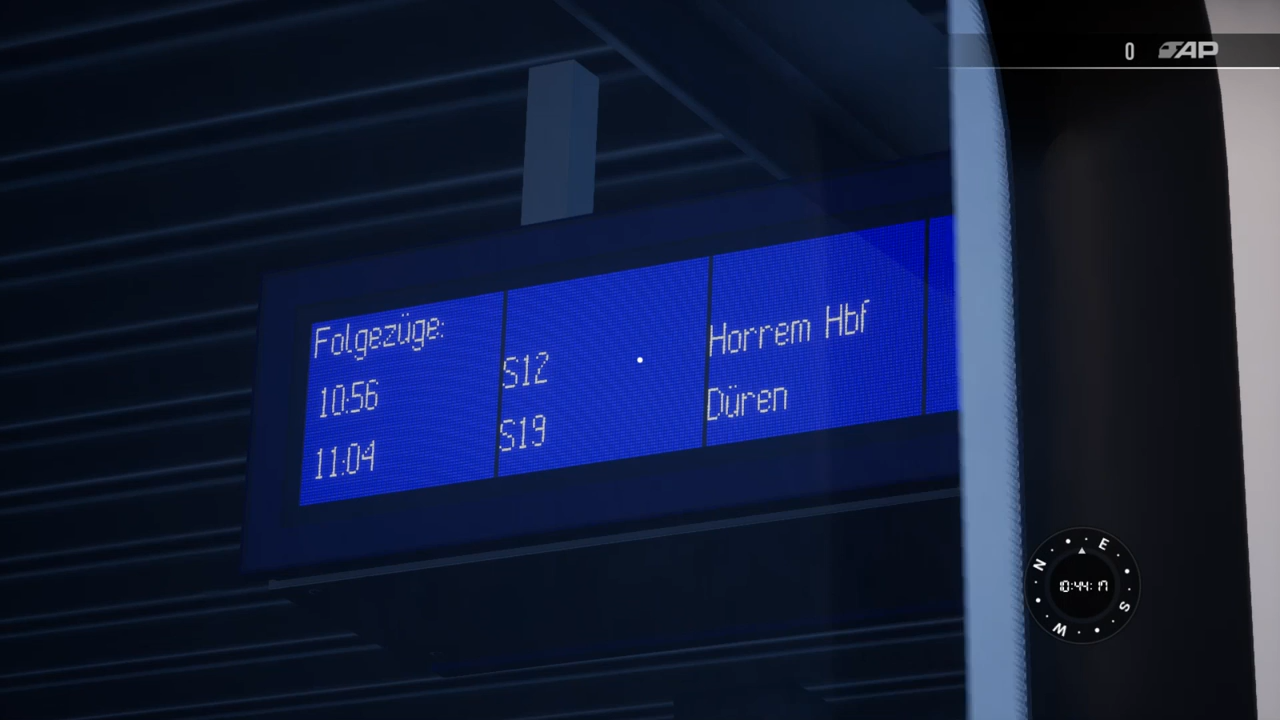 0 AP
Folgezüge:
10:56 S12 Horrem Hbf
11:04 S19 Düren
N E S W
10:44:17